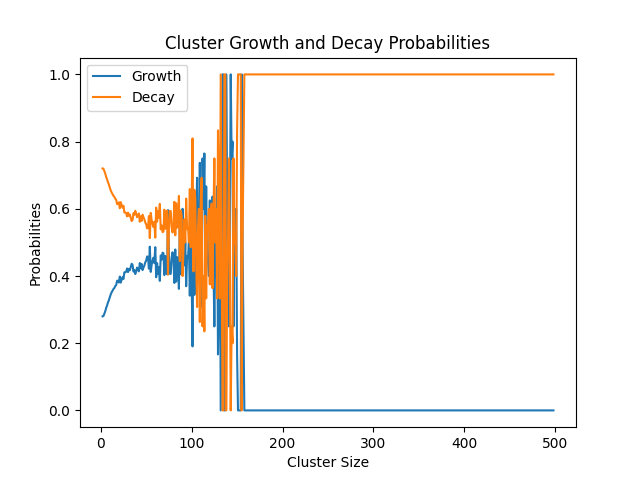 Cluster Growth and Decay Probabilities
Growth
Decay
1.0
0.8
0.6
0.4
0.2
0.0
Probabilities
0 100 200 300 400 500
Cluster Size